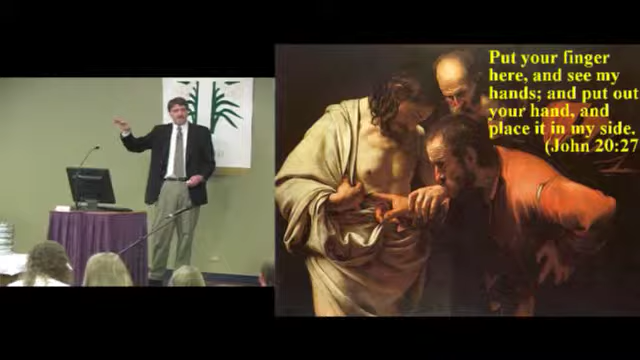 Put your finger
here, and see my
hands; and put out
your hand, and
place it in my side.
(John 20:27